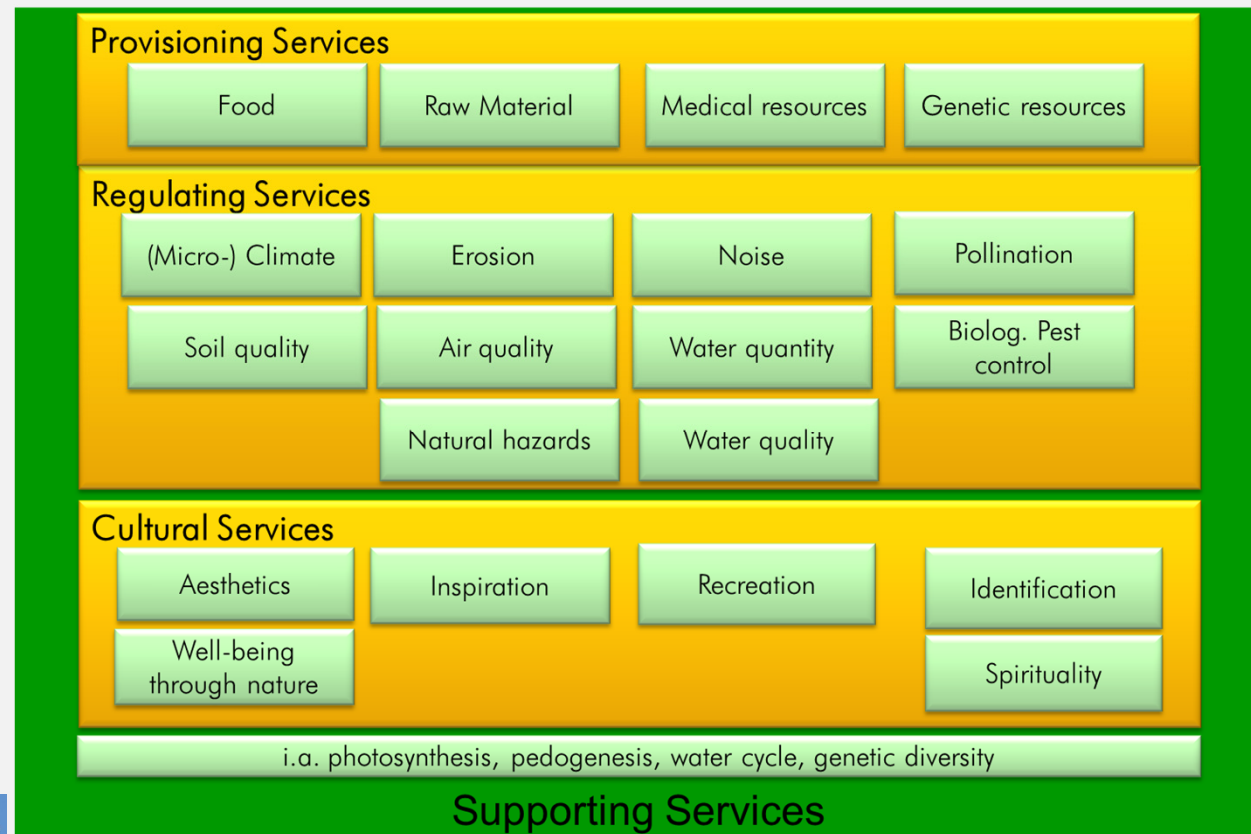 Provisioning Services
Food
Raw Material
Medical resources
Genetic resources
Regulating Services
(Micro-) Climate
Erosion
Noise
Pollination
Soil quality
Air quality
Water quantity
Biolog. Pest
control
Natural hazards
Water quality
Cultural Services
Aesthetics
Inspiration
Recreation
Identification
Well-being
through nature
Spirituality
i.a. photosynthesis, pedogenesis, water cycle, genetic diversity
Supporting Services